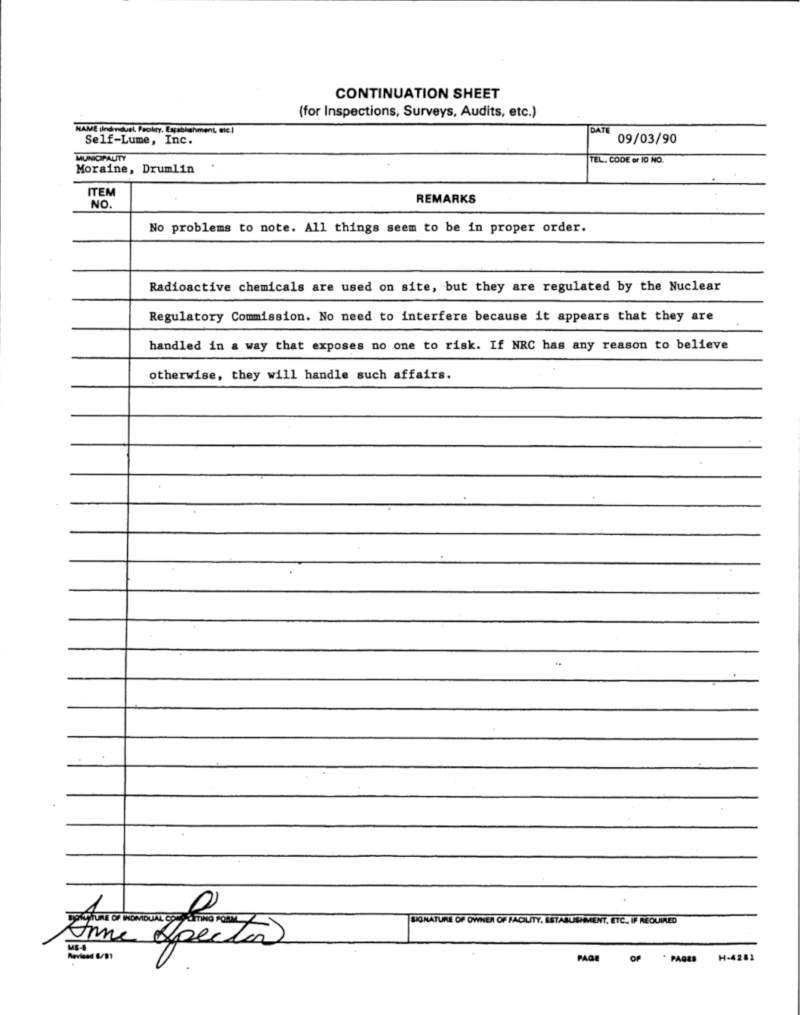 CONTINUATION SHEET
(for Inspections, Surveys, Audits, etc.)
NAME (Individual, Facility, Establishment, etc.)
Self-Lume, Inc.
DATE
09/03/90
MUNICIPALITY
Moraine, Drumlin
TEL. CODE or ID NO.
ITEM NO.
REMARKS
No problems to note. All things seem to be in proper order.
Radioactive chemicals are used on site, but they are regulated by the Nuclear
Regulatory Commission. No need to interfere because it appears that they are
handled in a way that exposes no one to risk. If NRC has any reason to believe
otherwise, they will handle such affairs.
SIGNATURE OF INDIVIDUAL COMPLETING FORM
Anne Spector
SIGNATURE OF OWNER OF FACILITY, ESTABLISHMENT, ETC., IF REQUIRED
MS-6
Revised 6/81
PAGE OF PAGES H-4281